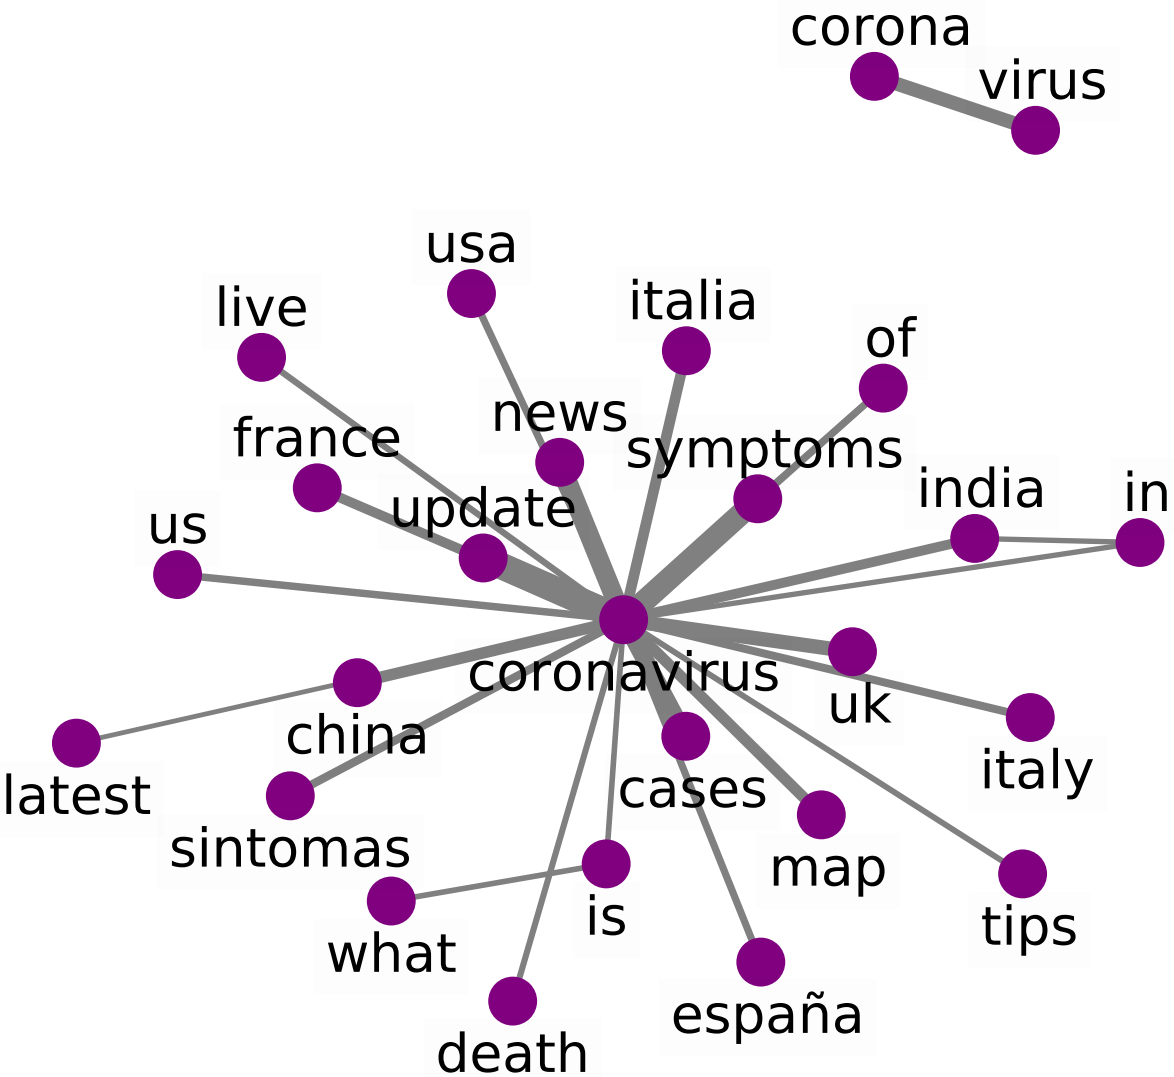 corona
virus
usa
live
italia
of
news
france
symptoms
india
in
update
us
coronavirus
uk
china
italy
latest
cases
sintomas
map
is
tips
what
españa
death